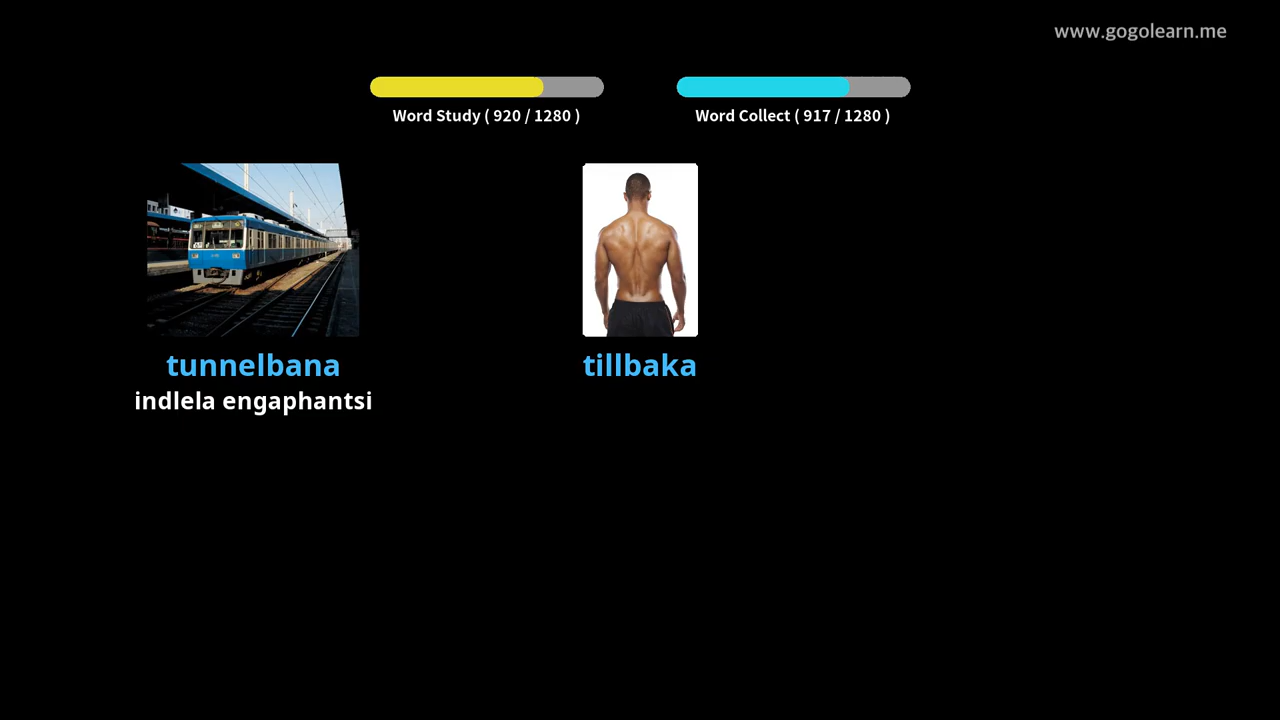 www.gogolearn.me
Word Study ( 920 / 1280 )
Word Collect ( 917 / 1280 )
tunnelbana
indlela engaphantsi
tillbaka